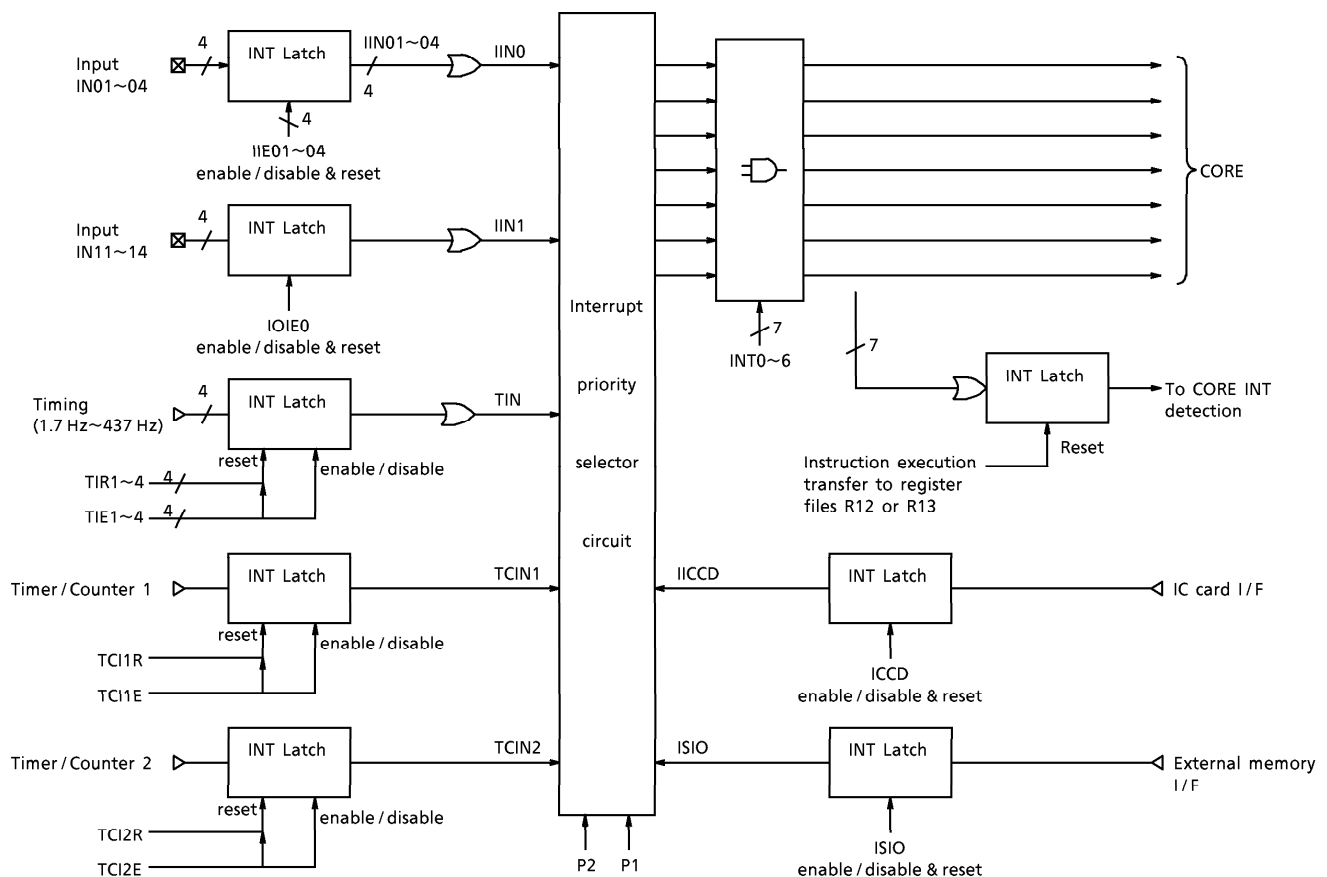 Input
IN01~04
4
INT Latch
IIN01~04
4
IIN0
4
IIE01~04
enable / disable & reset
Input
IN11~14
4
INT Latch
IIN1
IOIE0
enable / disable & reset
Timing
(1.7 Hz~437 Hz)
4
INT Latch
TIN
reset
enable / disable
TIR1~4
4
TIE1~4
4
Timer / Counter 1
INT Latch
TCIN1
reset
enable / disable
TCI1R
TCI1E
Timer / Counter 2
INT Latch
TCIN2
reset
enable / disable
TCI2R
TCI2E
Interrupt
priority
selector
circuit
P2
P1
7
INT0~6
CORE
7
INT Latch
To CORE INT
detection
Reset
Instruction execution
transfer to register
files R12 or R13
IICCD
INT Latch
IC card I / F
ICCD
enable / disable & reset
ISIO
INT Latch
External memory
I / F
ISIO
enable / disable & reset